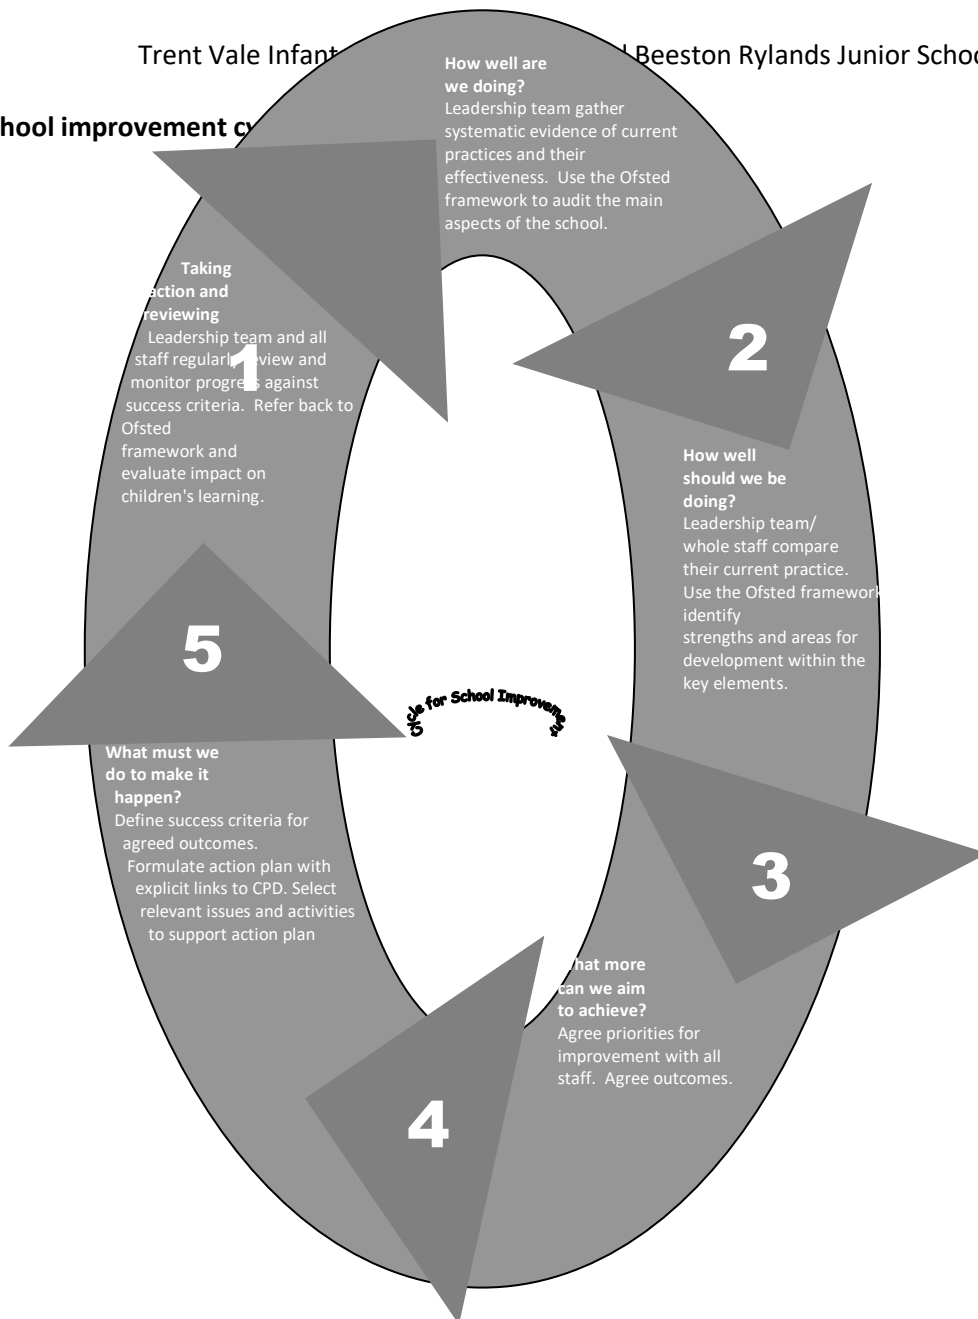 Trent Vale Infant Beeston Rylands Junior Schoo
hool improvement cy
How well are
we doing?
Leadership team gather
systematic evidence of current
practices and their
effectiveness.  Use the Ofsted
framework to audit the main
aspects of the school.
1
Taking
action and
reviewing
Leadership team and all
staff regularly review and
monitor progress against
success criteria.  Refer back to
Ofsted
framework and
evaluate impact on
children's learning.
2
How well
should we be
doing?
Leadership team/
whole staff compare
their current practice.
Use the Ofsted framework
identify
strengths and areas for
development within the
key elements.
Cycle for School Improvement
3
What more
can we aim
to achieve?
Agree priorities for
improvement with all
staff.  Agree outcomes.
4
5
What must we
do to make it
happen?
Define success criteria for
agreed outcomes.
Formulate action plan with
explicit links to CPD. Select
relevant issues and activities
to support action plan